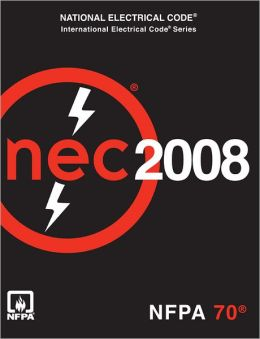 NATIONAL ELECTRICAL CODE®
International Electrical Code® Series
®
nec2008
NFPA
NFPA 70®